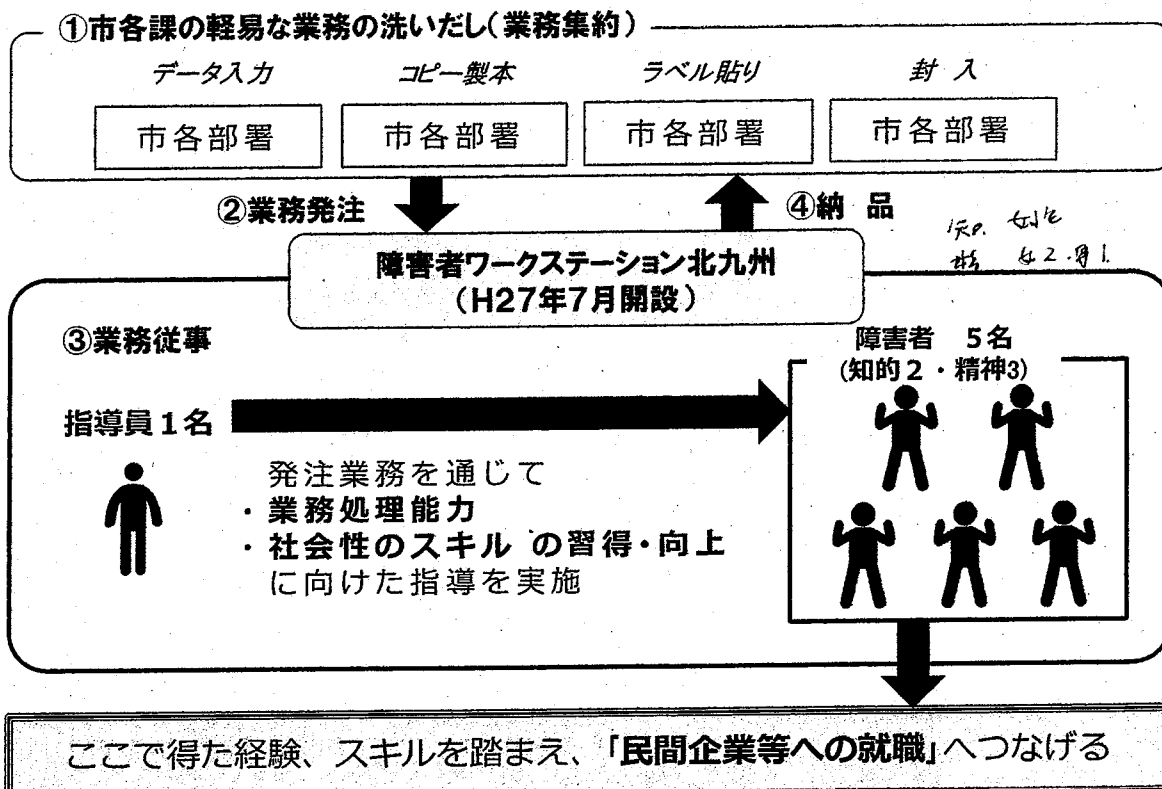 ①市各課の軽易な業務の洗いだし(業務集約)
データ入力 コピー製本 ラベル貼り 封入
市各部署 市各部署 市各部署 市各部署
②業務発注 ④納品
女2.男1.
障害者ワークステーション北九州
(H27年7月開設)
③業務従事
障害者 5名
(知的2・精神3)
指導員1名
発注業務を通じて
・業務処理能力
・社会性のスキル の習得・向上
に向けた指導を実施
ここで得た経験、スキルを踏まえ、「民間企業等への就職」へつなげる